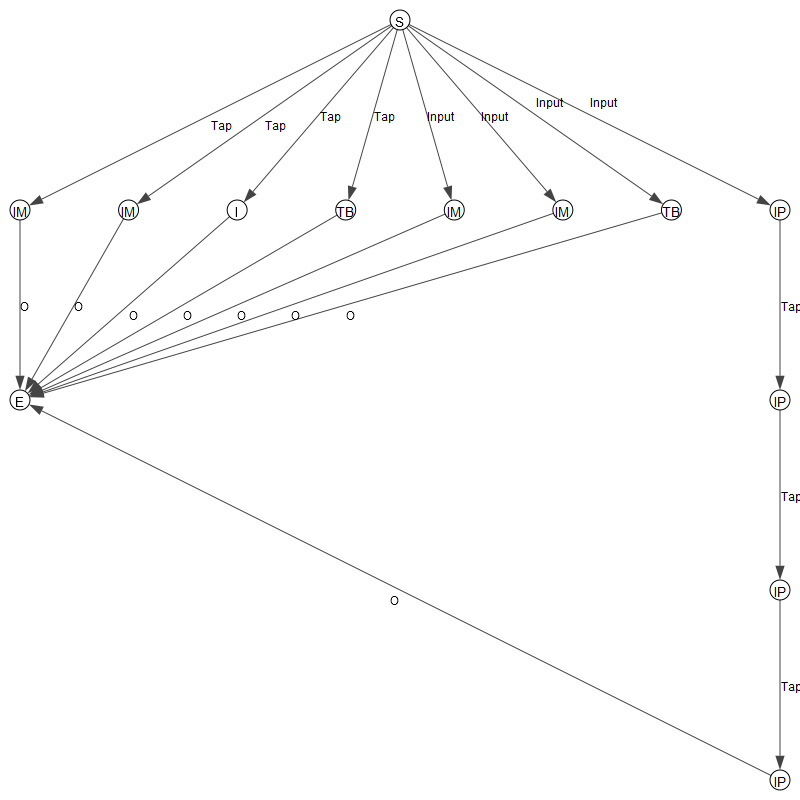 S
Input Input
Tap Tap Tap Tap Input Input
IM IM I TB IM IM TB IP
O O Tap
O O O O O
E IP
Tap
IP
O
Tap
IP